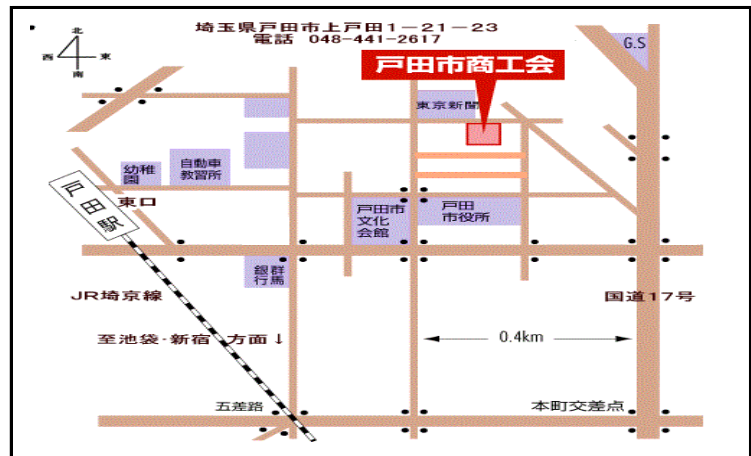 埼玉県戸田市上戸田1-21-23
電話 048-441-2617
北
西
東
南
G.S
戸田市商工会
東京新聞
幼稚
園
自動車
教習所
戸田駅
東口
戸田市
文化
会館
戸田
市役所
群馬
銀行
JR埼京線
国道17号
至池袋・新宿 方面↓
0.4km
五差路
本町交差点